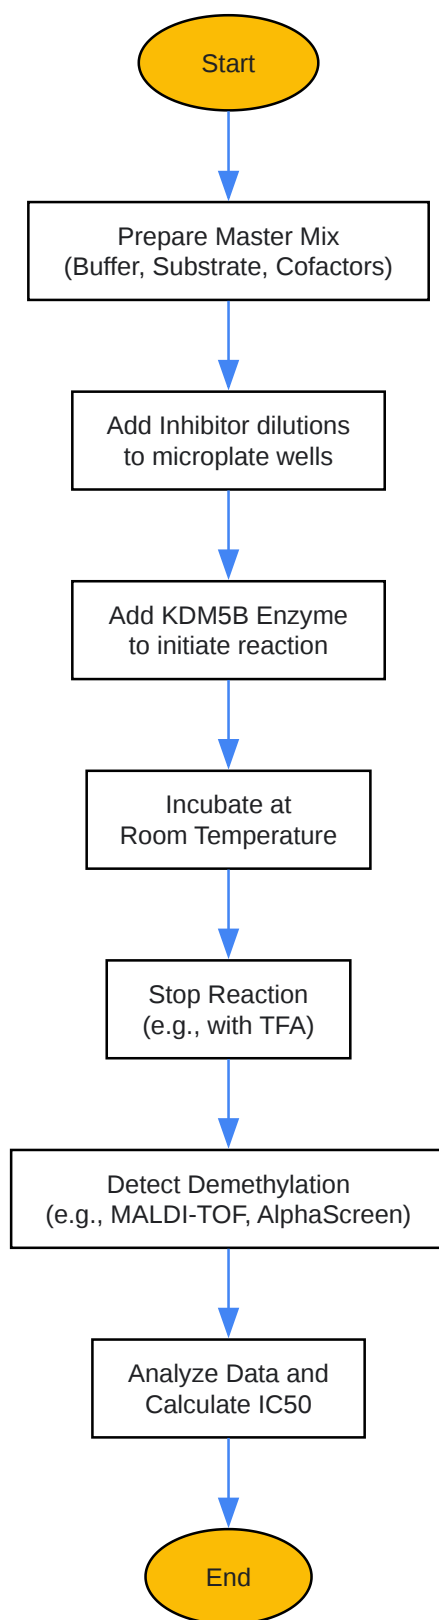 Start
Prepare Master Mix
(Buffer, Substrate, Cofactors)
Add Inhibitor dilutions
to microplate wells
Add KDM5B Enzyme
to initiate reaction
Incubate at
Room Temperature
Stop Reaction
(e.g., with TFA)
Detect Demethylation
(e.g., MALDI-TOF, AlphaScreen)
Analyze Data and
Calculate IC50
End